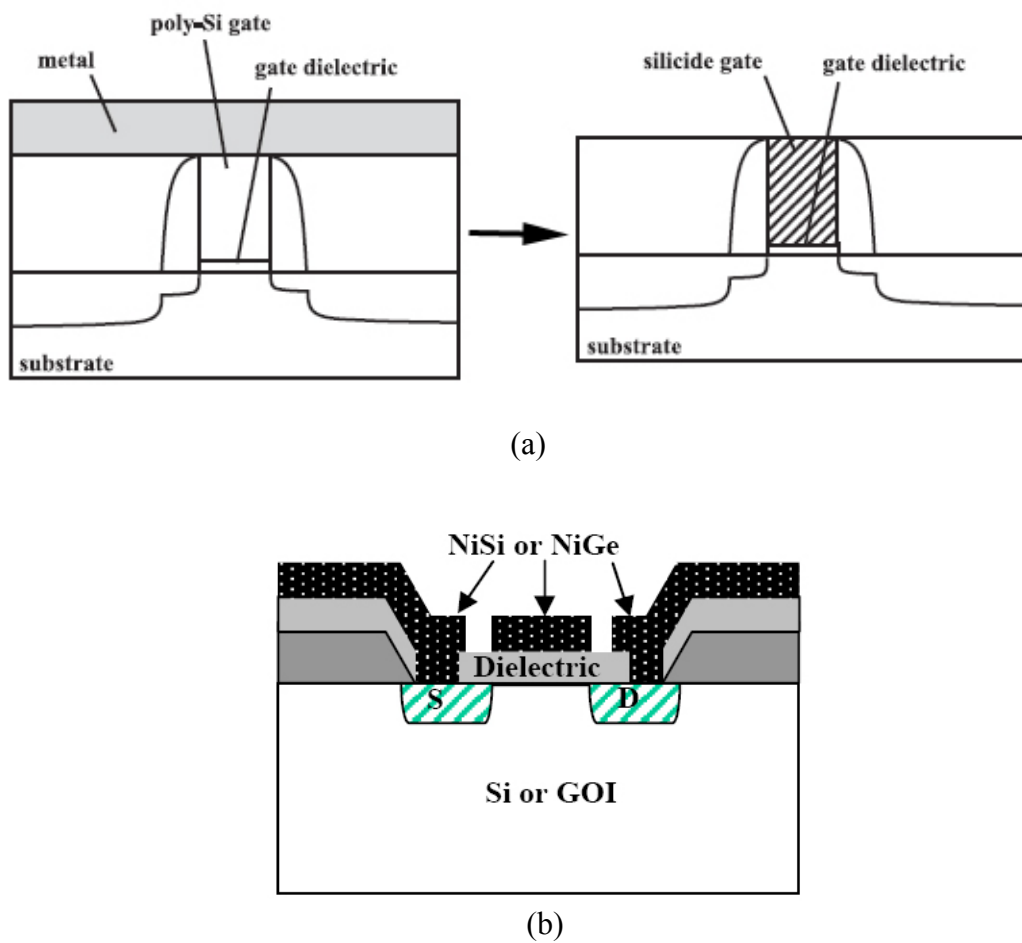 poly-Si gate
metal
gate dielectric
substrate
silicide gate
gate dielectric
substrate
(a)
NiSi or NiGe
Dielectric
S
D
Si or GOI
(b)